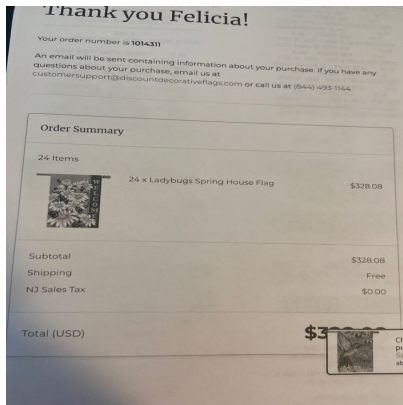 Thank you Felicia!
Your order number is 1014311
An email will be sent containing information about your purchase. If you have any
questions about your purchase, email us at
customersupport@discountdecorativeflags.com or call us at (844) 493-1144.
Order Summary
24 Items
WELCOME
24 x Ladybugs Spring House Flag
$328.08
Subtotal
$328.08
Shipping
Free
NJ Sales Tax
$0.00
Total (USD)